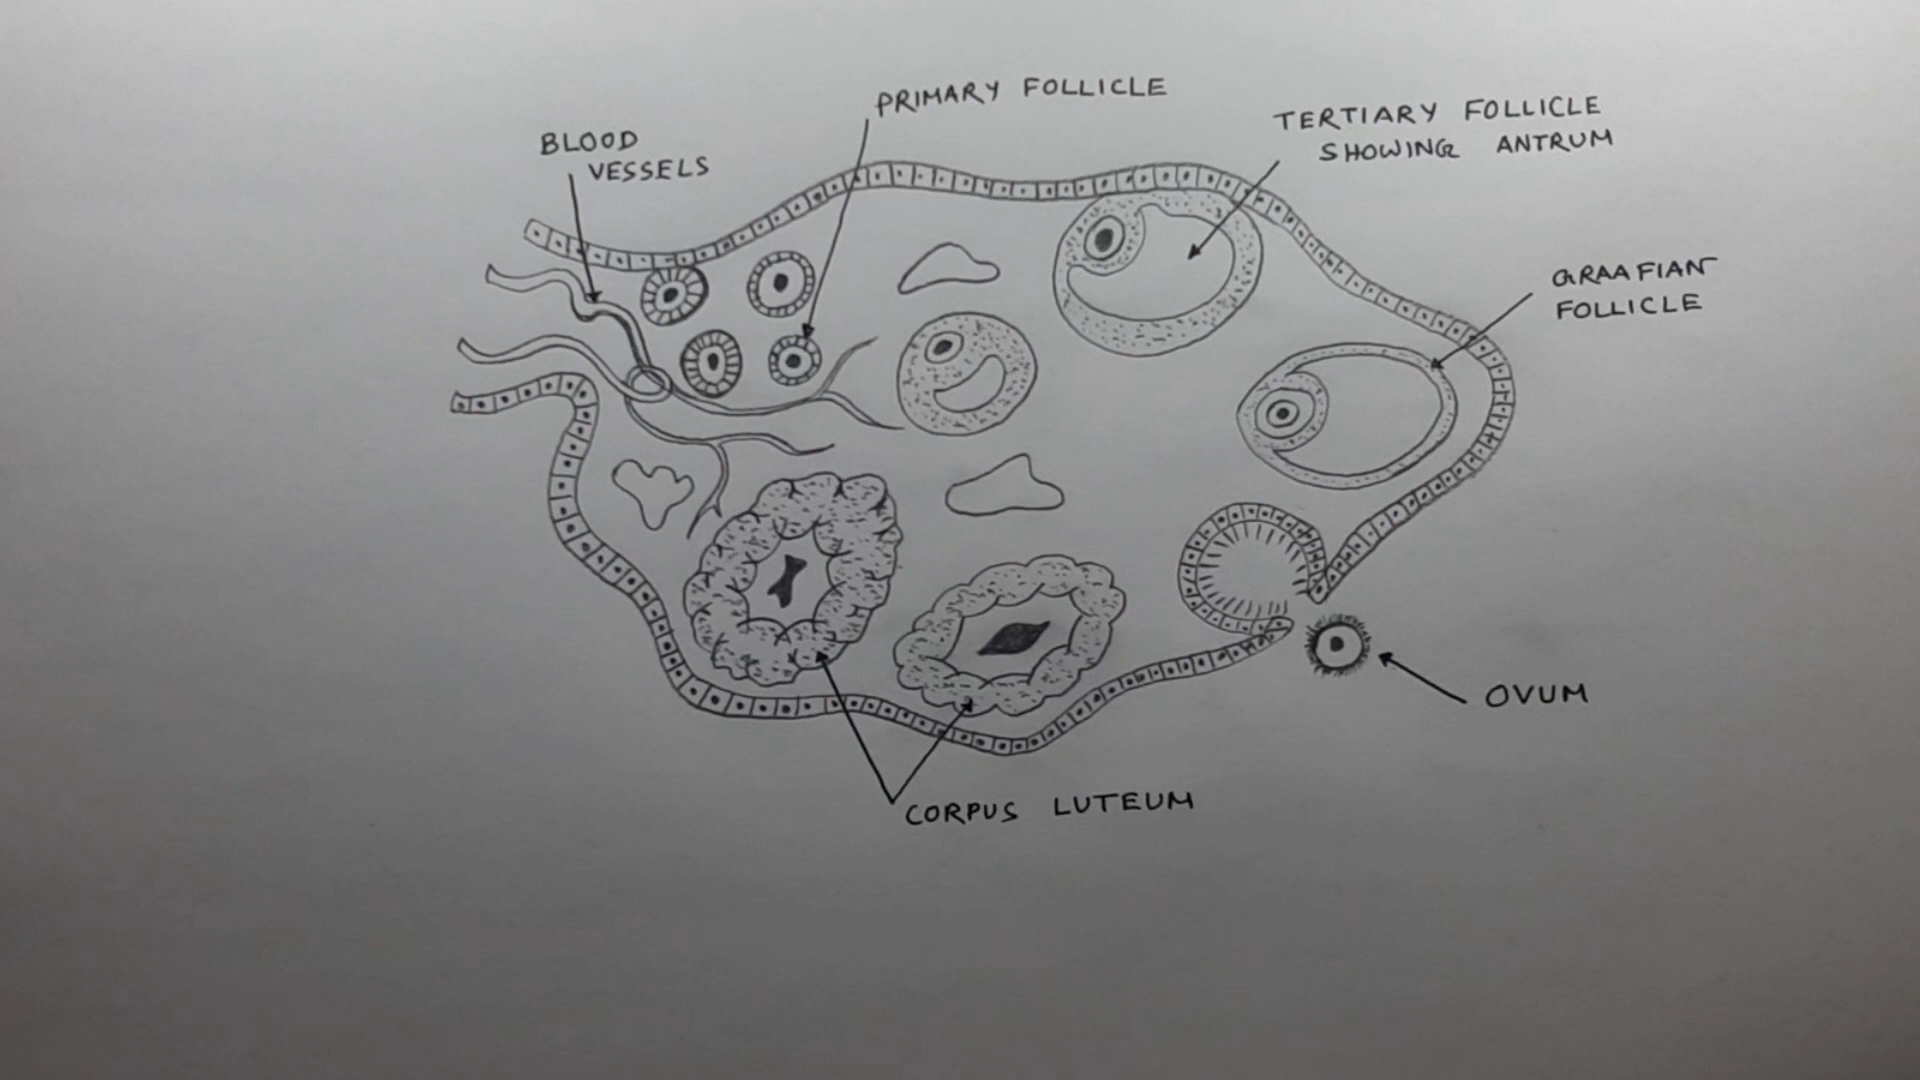 BLOOD
VESSELS
PRIMARY FOLLICLE
TERTIARY FOLLICLE
SHOWING ANTRUM
GRAAFIAN
FOLLICLE
OVUM
CORPUS LUTEUM